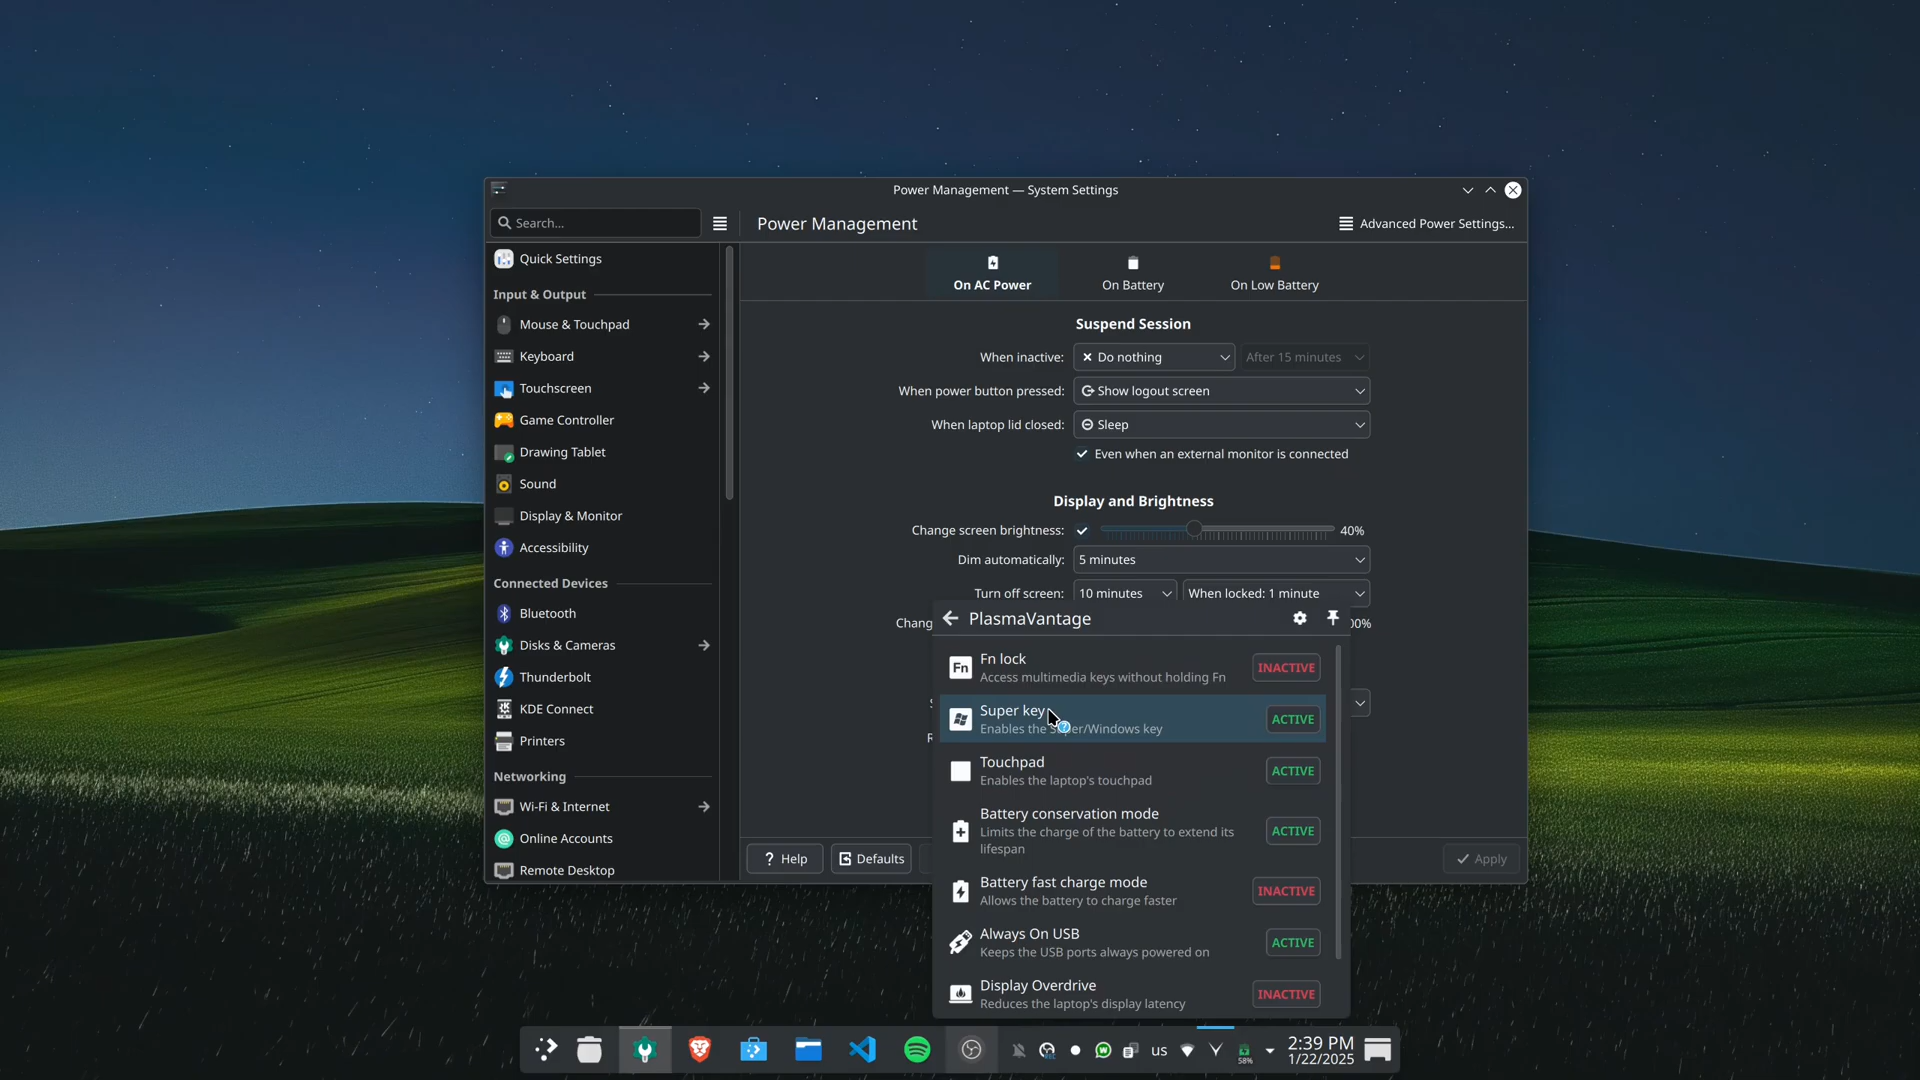 Power Management — System Settings
Search...
Power Management
Advanced Power Settings...
Quick Settings
Input & Output
Mouse & Touchpad
Keyboard
Touchscreen
Game Controller
Drawing Tablet
Sound
Display & Monitor
Accessibility
Connected Devices
Bluetooth
Disks & Cameras
Thunderbolt
KDE Connect
Printers
Networking
Wi-Fi & Internet
Online Accounts
Remote Desktop
On AC Power
On Battery
On Low Battery
Suspend Session
When inactive: Do nothing After 15 minutes
When power button pressed: Show logout screen
When laptop lid closed: Sleep
Even when an external monitor is connected
Display and Brightness
Change screen brightness: 40%
Dim automatically: 5 minutes
Turn off screen: 10 minutes When locked: 1 minute
Chang 00%
Help
Defaults
Apply
PlasmaVantage
Fn
Fn lock
Access multimedia keys without holding Fn
INACTIVE
Super key
Enables the Super/Windows key
ACTIVE
Touchpad
Enables the laptop's touchpad
ACTIVE
Battery conservation mode
Limits the charge of the battery to extend its
lifespan
ACTIVE
Battery fast charge mode
Allows the battery to charge faster
INACTIVE
Always On USB
Keeps the USB ports always powered on
ACTIVE
Display Overdrive
Reduces the laptop's display latency
INACTIVE
us
58%
2:39 PM
1/22/2025